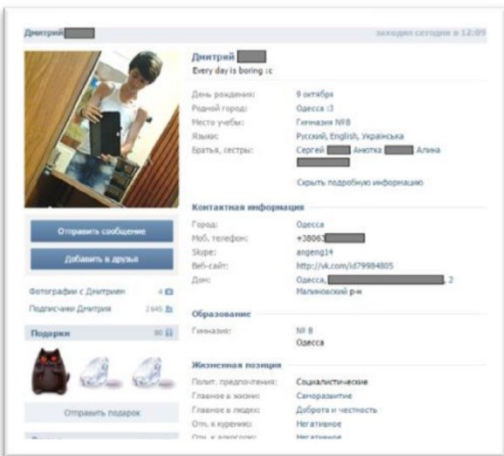 Дмитрий
заходил сегодня в 12:09
Дмитрий
Every day is boring :c
День рождения: 9 октября
Родной город: Одесса :3
Место учебы: Гимназия №8
Языки: Русский, English, Українська
Братья, сестры: Сергей Анютка Алина
Скрыть подробную информацию
Контактная информация
Город: Одесса
Моб. телефон: +38063
Skype: angeng14
Веб-сайт: http://vk.com/id79984805
Дом: Одесса, , 2
Малиновский р-н
Образование
Гимназия: № 8
Одесса
Жизненная позиция
Полит. предпочтения: Социалистические
Главное в жизни: Саморазвитие
Главное в людях: Доброта и честность
Отн. к курению: Негативное
Отн. к алкоголю: Негативное
Отправить сообщение
Добавить в друзья
Фотографии с Дмитрием 4
Подписчики Дмитрия 2645
Подарки 80
Отправить подарок